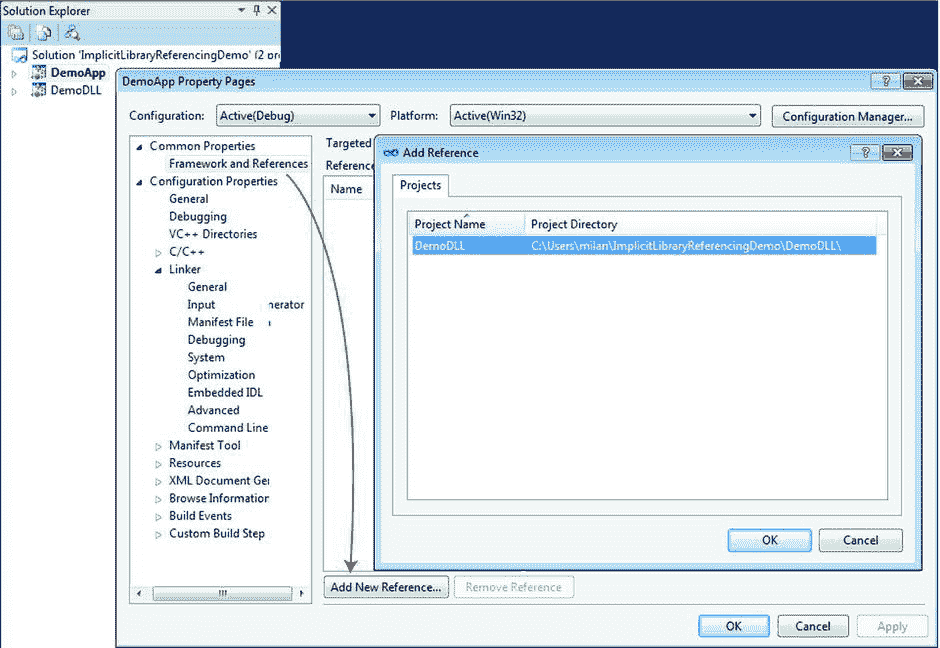 Solution Explorer
Solution 'ImplicitLibraryReferencingDemo' (2 pr
DemoApp
DemoDLL
DemoApp Property Pages
Configuration: Active(Debug) Platform: Active(Win32) Configuration Manager...
Common Properties
Framework and References
Configuration Properties
General
Debugging
VC++ Directories
C/C++
Linker
General
Input
nerator
Manifest File
Debugging
System
Optimization
Embedded IDL
Advanced
Command Line
Manifest Tool
Resources
XML Document Ger
Browse Information
Build Events
Custom Build Step
Targeted
Reference
Name
Add Reference
Projects
Project Name Project Directory
DemoDLL C:\Users\milan\ImplicitLibraryReferencingDemo\DemoDLL\
OK Cancel
Add New Reference... Remove Reference
OK Cancel Apply